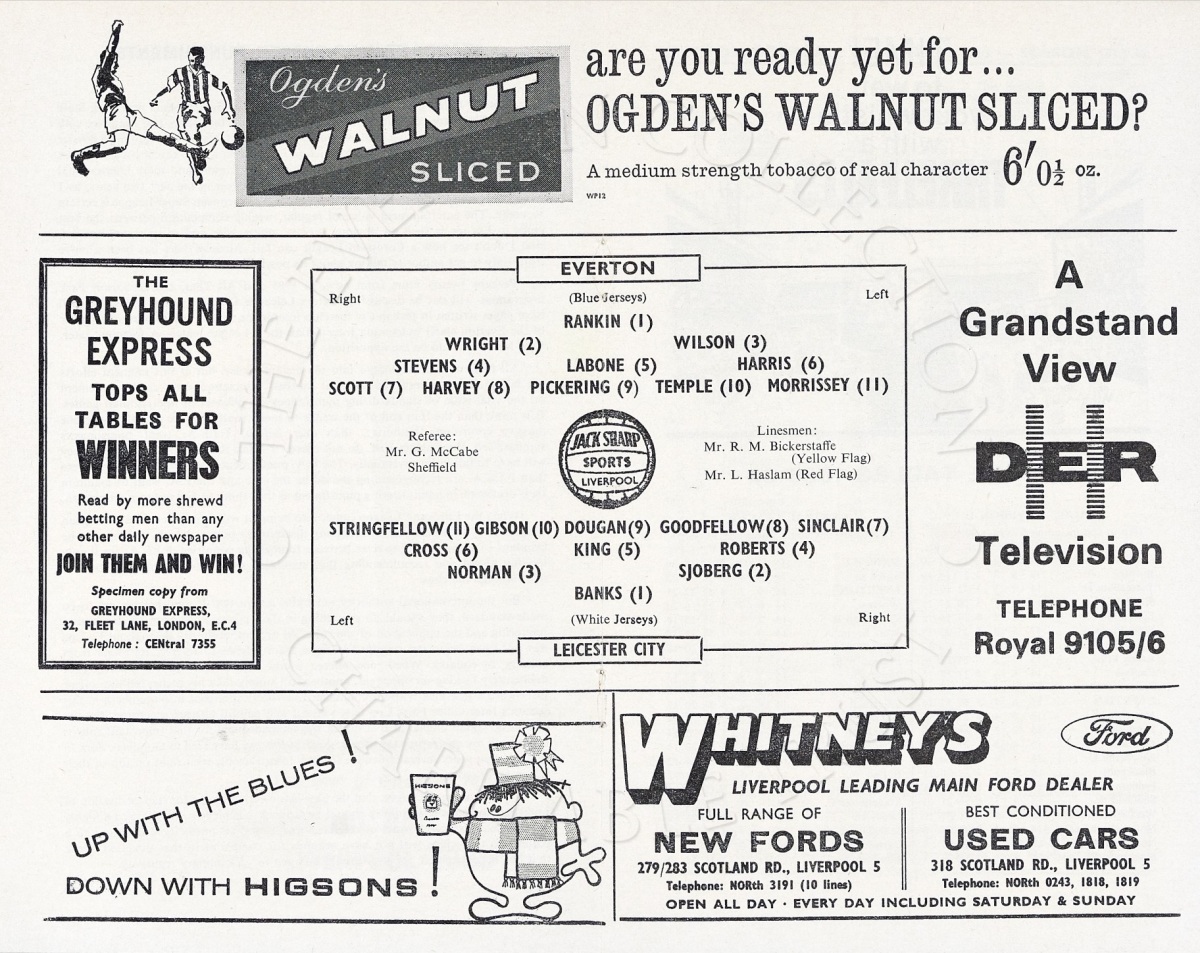 Ogden's
WALNUT
SLICED
are you ready yet for...
OGDEN'S WALNUT SLICED?
A medium strength tobacco of real character 6/0½ oz.
WP12
THE
GREYHOUND
EXPRESS
TOPS ALL
TABLES FOR
WINNERS
Read by more shrewd
betting men than any
other daily newspaper
JOIN THEM AND WIN!
Specimen copy from
GREYHOUND EXPRESS,
32, FLEET LANE, LONDON, E.C.4
Telephone : CENtral 7355
EVERTON
Right (Blue Jerseys) Left
RANKIN (1)
WRIGHT (2) WILSON (3)
STEVENS (4) LABONE (5) HARRIS (6)
SCOTT (7) HARVEY (8) PICKERING (9) TEMPLE (10) MORRISSEY (11)
Referee:
Mr. G. McCabe
Sheffield
JACK SHARP
SPORTS
LIVERPOOL
Linesmen:
Mr. R. M. Bickerstaffe
(Yellow Flag)
Mr. L. Haslam (Red Flag)
STRINGFELLOW (11) GIBSON (10) DOUGAN (9) GOODFELLOW (8) SINCLAIR (7)
CROSS (6) KING (5) ROBERTS (4)
NORMAN (3) SJOBERG (2)
BANKS (1)
Left (White Jerseys) Right
LEICESTER CITY
A
Grandstand
View
DER
Television
TELEPHONE
Royal 9105/6
UP WITH THE BLUES!
DOWN WITH HIGSONS!
HIGSONS
WHITNEY'S
Ford
LIVERPOOL LEADING MAIN FORD DEALER
FULL RANGE OF
NEW FORDS
279/283 SCOTLAND RD., LIVERPOOL 5
Telephone: NORth 3191 (10 lines)
BEST CONDITIONED
USED CARS
318 SCOTLAND RD., LIVERPOOL 5
Telephone: NORth 0243, 1818, 1819
OPEN ALL DAY · EVERY DAY INCLUDING SATURDAY & SUNDAY